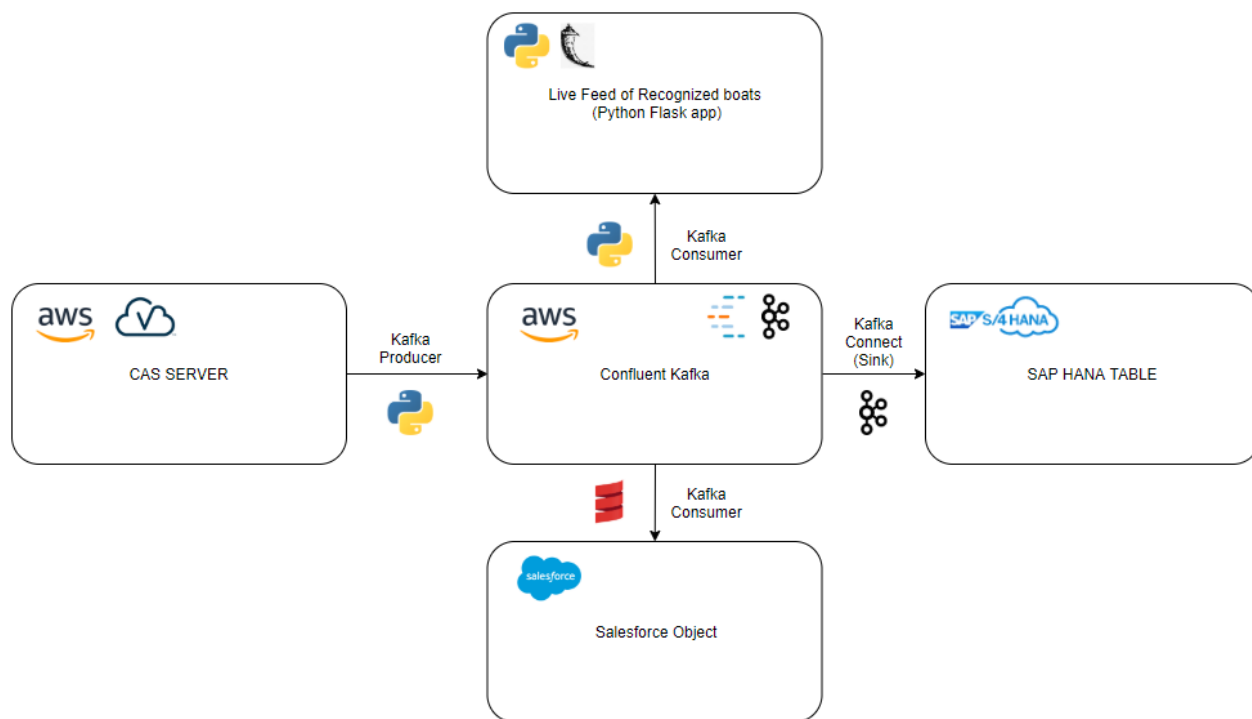 Live Feed of Recognized boats
(Python Flask app)
Kafka
Consumer
aws
CAS SERVER
Kafka
Producer
aws
Confluent Kafka
Kafka
Connect
(Sink)
SAP S/4HANA
SAP HANA TABLE
Kafka
Consumer
salesforce
Salesforce Object